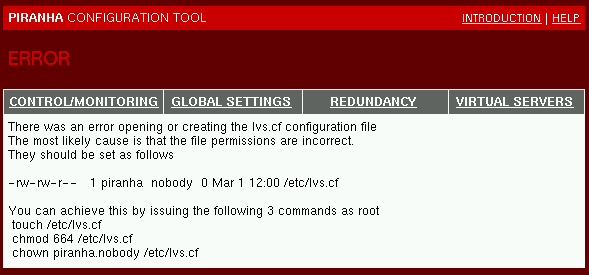 PIRANHA CONFIGURATION TOOL INTRODUCTION | HELP
ERROR
CONTROL/MONITORING GLOBAL SETTINGS REDUNDANCY VIRTUAL SERVERS
There was an error opening or creating the lvs.cf configuration file
The most likely cause is that the file permissions are incorrect.
They should be set as follows
-rw-rw-r-- 1 piranha nobody 0 Mar 1 12:00 /etc/lvs.cf
You can achieve this by issuing the following 3 commands as root
touch /etc/lvs.cf
chmod 664 /etc/lvs.cf
chown piranha.nobody /etc/lvs.cf